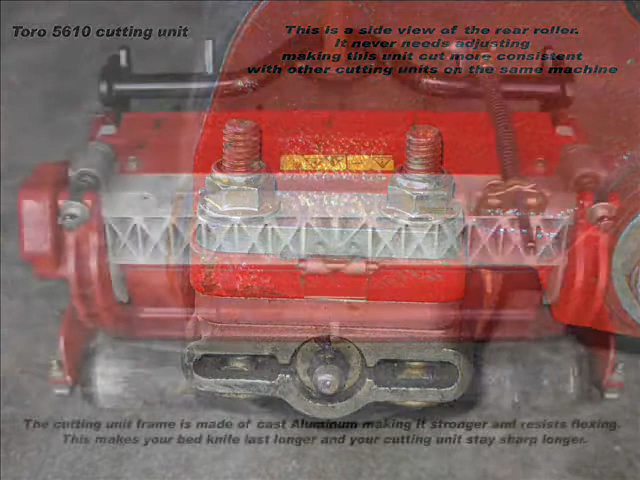 Toro 5610 cutting unit
This is a side view of the rear roller.
It never needs adjusting
making this unit cut more consistent
with other cutting units on the same machine
The cutting unit frame is made of cast Aluminum making it stronger and resists flexing.
This makes your bed knife last longer and your cutting unit stay sharp longer.